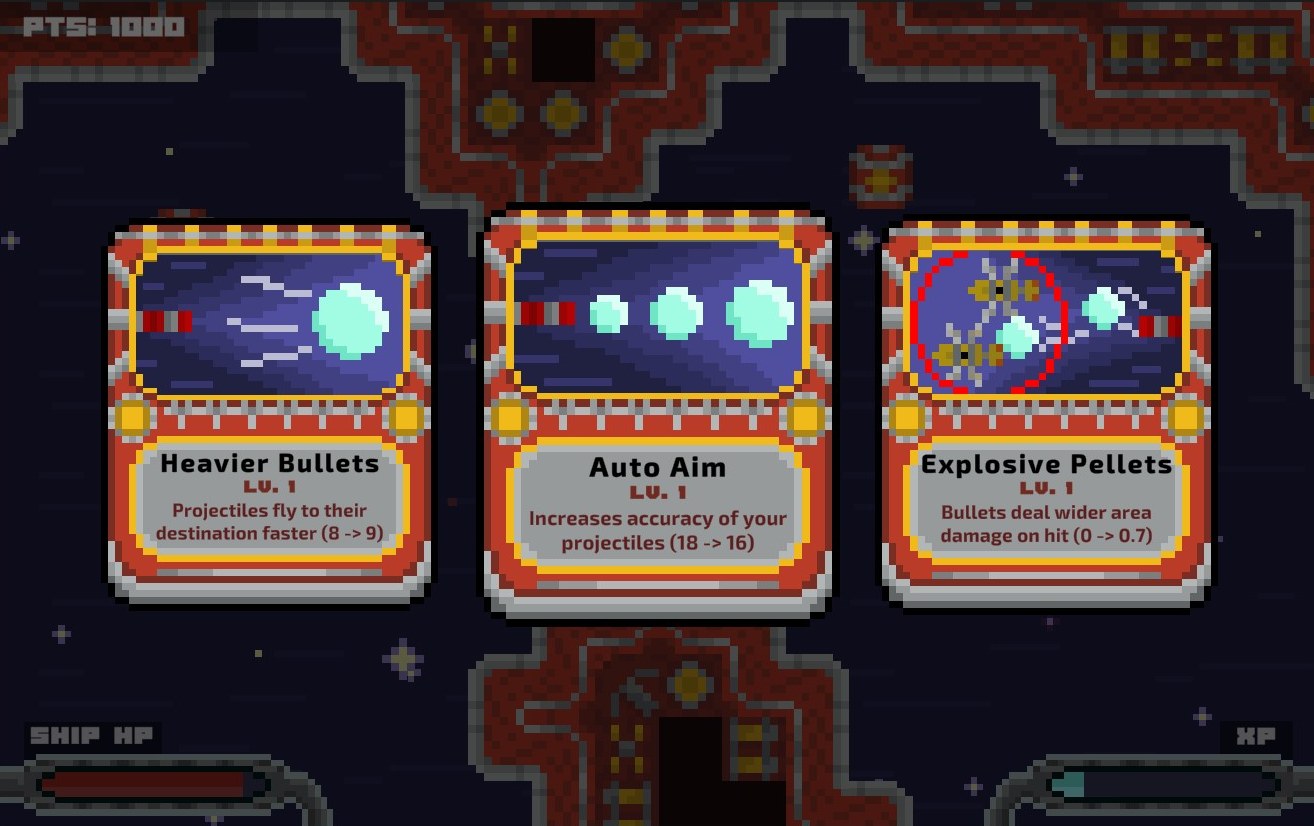 PTS: 1000
Heavier Bullets
LV. 1
Projectiles fly to their
destination faster (8 -> 9)
Auto Aim
LV. 1
Increases accuracy of your
projectiles (18 -> 16)
Explosive Pellets
LV. 1
Bullets deal wider area
damage on hit (0 -> 0.7)
SHIP HP
XP